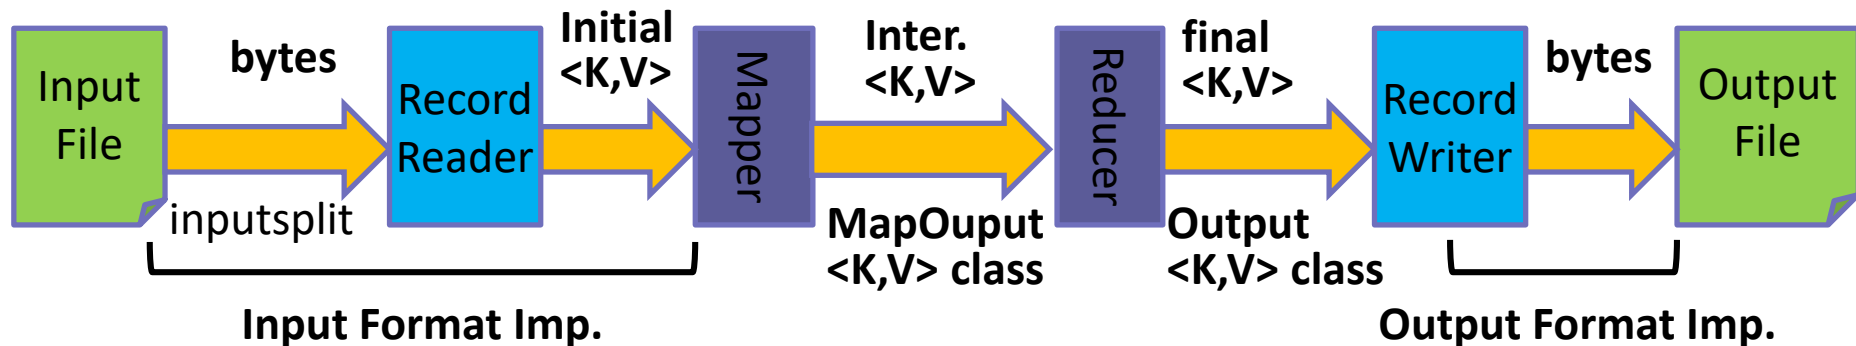 Input
File
bytes
inputsplit
Record
Reader
Initial
<K,V>
Mapper
Inter.
<K,V>
MapOuput
<K,V> class
Reducer
final
<K,V>
Output
<K,V> class
Record
Writer
bytes
Output
File
Input Format Imp.
Output Format Imp.